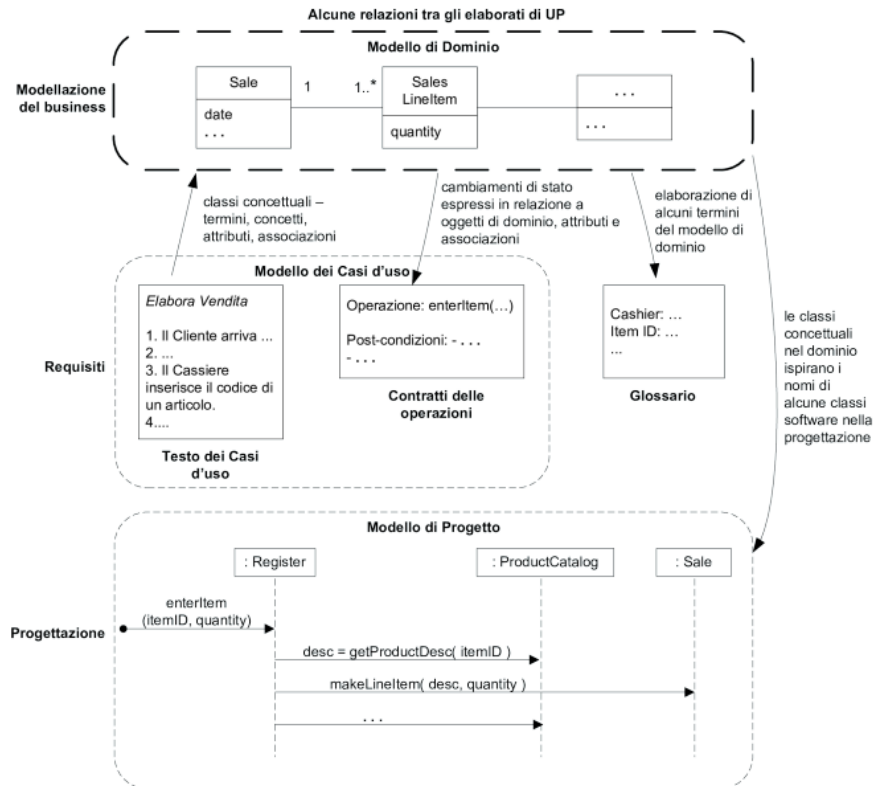 Alcune relazioni tra gli elaborati di UP
Modello di Dominio
Modellazione
del business
Sale
date
. . .
1
1..*
Sales
LineItem
quantity
. . .
. . .
classi concettuali –
termini, concetti,
attributi, associazioni
cambiamenti di stato
espressi in relazione a
oggetti di dominio, attributi e
associazioni
elaborazione di
alcuni termini
del modello di
dominio
le classi
concettuali
nel dominio
ispirano i
nomi di
alcune classi
software nella
progettazione
Requisiti
Modello dei Casi d'uso
Elabora Vendita
1. Il Cliente arriva ...
2. ...
3. Il Cassiere
inserisce il codice di
un articolo.
4....
Testo dei Casi
d'uso
Operazione: enterItem(…)
Post-condizioni: - . . .
- . . .
Contratti delle
operazioni
Cashier: …
Item ID: …
...
Glossario
Modello di Progetto
Progettazione
: Register
: ProductCatalog
: Sale
enterItem
(itemID, quantity)
desc = getProductDesc( itemID )
makeLineItem( desc, quantity )
. . .